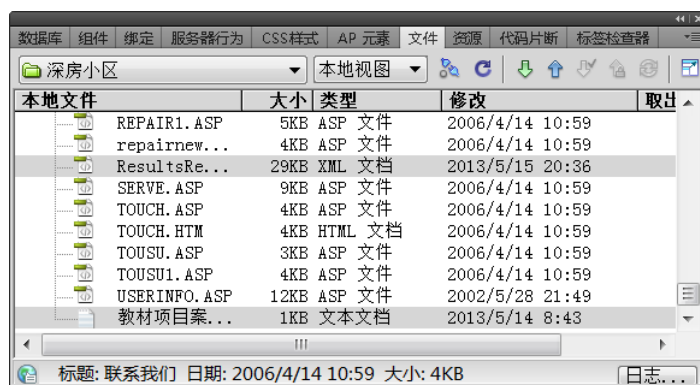 数据库 组件 绑定 服务器行为 CSS样式 AP 元素 文件 资源 代码片断 标签检查器
深房小区 本地视图
本地文件 大小 类型 修改 取出
REPAIR1.ASP 5KB ASP 文件 2006/4/14 10:59
repairnew... 4KB ASP 文件 2006/4/14 10:59
ResultsRe... 29KB XML 文档 2013/5/15 20:36
SERVE.ASP 9KB ASP 文件 2006/4/14 10:59
TOUCH.ASP 4KB ASP 文件 2006/4/14 10:59
TOUCH.HTM 4KB HTML 文档 2006/4/14 10:59
TOUSU.ASP 3KB ASP 文件 2006/4/14 10:59
TOUSU1.ASP 4KB ASP 文件 2006/4/14 10:59
USERINFO.ASP 12KB ASP 文件 2002/5/28 21:49
教材项目案... 1KB 文本文档 2013/5/14 8:43
标题: 联系我们 日期: 2006/4/14 10:59 大小: 4KB 日志...